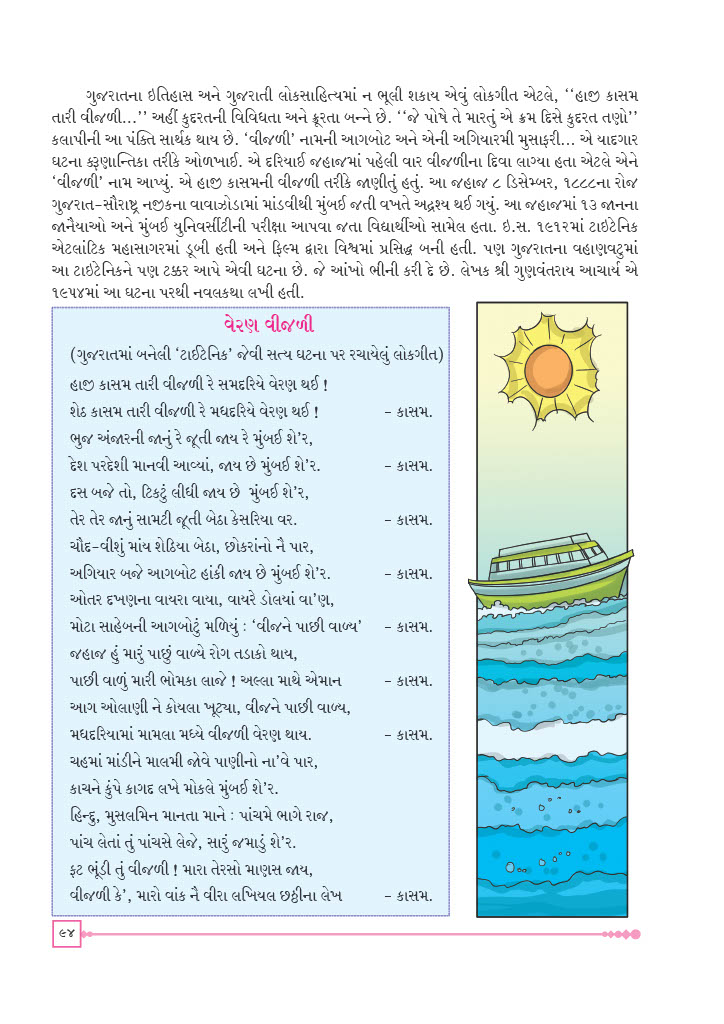 ગુજરાતના ઇતિહાસ અને ગુજરાતી લોકસાહિત્યમાં ન ભૂલી શકાય એવું લોકગીત એટલે, ‘‘હાજી કાસમ
તારી વીજળી...’’ અહીં કુદરતની વિવિધતા અને ક્રૂરતા બન્ને છે. ‘‘જે પોષે તે મારતું એ ક્રમ દિસે કુદરત તણો’’
કલાપીની આ પંક્તિ સાર્થક થાય છે. ‘વીજળી’ નામની આગબોટ અને એની અગિયારમી મુસાફરી... એ યાદગાર
ઘટના કરૂણાન્તિકા તરીકે ઓળખાઈ. એ દરિયાઈ જહાજમાં પહેલી વાર વીજળીના દિવા લાગ્યા હતા એટલે એને
‘વીજળી’ નામ આપ્યું. એ હાજી કાસમની વીજળી તરીકે જાણીતું હતું. આ જહાજ ૮ ડિસેમ્બર, ૧૮૮૮ના રોજ
ગુજરાત-સૌરાષ્ટ્ર નજીકના વાવાઝોડામાં માંડવીથી મુંબઈ જતી વખતે અદ્રશ્ય થઈ ગયું. આ જહાજમાં ૧૩ જાનના
જાનૈયાઓ અને મુંબઈ યુનિવર્સીટીની પરીક્ષા આપવા જતા વિદ્યાર્થીઓ સામેલ હતા. ઇ.સ. ૧૯૧૨માં ટાઇટેનિક
એટલાંટિક મહાસાગરમાં ડૂબી હતી અને ફિલ્મ દ્વારા વિશ્વમાં પ્રસિદ્ધ બની હતી. પણ ગુજરાતના વહાણવટુમાં
આ ટાઇટેનિકને પણ ટક્કર આપે એવી ઘટના છે. જે આંખો ભીની કરી દે છે. લેખક શ્રી ગુણવંતરાય આચાર્ય એ
૧૯૫૪માં આ ઘટના પરથી નવલકથા લખી હતી.
વેરણ વીજળી
(ગુજરાતમાં બનેલી ‘ટાઈટેનિક’ જેવી સત્ય ઘટના પર રચાયેલું લોકગીત)
હાજી કાસમ તારી વીજળી રે સમદરિયે વેરણ થઈ !
શેઠ કાસમ તારી વીજળી રે મધદરિયે વેરણ થઈ ! – કાસમ.
ભુજ અંજારની જાનું રે જૂતી જાય રે મુંબઈ શે’ર,
દેશ પરદેશી માનવી આવ્યાં, જાય છે મુંબઈ શે’ર. – કાસમ.
દસ બજે તો, ટિકટું લીધી જાય છે મુંબઈ શે’ર,
તેર તેર જાનું સામટી જૂતી બેઠા કેસરિયા વર. – કાસમ.
ચૌદ-વીશું માંય શેઠિયા બેઠા, છોકરાંનો નૈ પાર,
અગિયાર બજે આગબોટ હાંકી જાય છે મુંબઈ શે’ર. – કાસમ.
ઓતર દખણના વાયરા વાયા, વાયરે ડોલયાં વા’ણ,
મોટા સાહેબની આગબોટું મળિયું : ‘વીજને પાછી વાળ્ય’ – કાસમ.
જહાજ હું મારું પાછું વાળ્યે રોગ તડાકો થાય,
પાછી વાળું મારી ભોમકા લાજે ! અલ્લા માથે એમાન – કાસમ.
આગ ઓલાણી ને કોયલા ખૂટ્યા, વીજને પાછી વાળ્ય,
મધદરિયામાં મામલા મધ્યે વીજળી વેરણ થાય. – કાસમ.
ચહમાં માંડીને માલમી જોવે પાણીનો ના’વે પાર,
કાચને કુંપે કાગદ લખે મોકલે મુંબઈ શે’ર.
હિન્દુ, મુસલમિન માનતા માને : પાંચમે ભાગે રાજ,
પાંચ લેતાં તું પાંચસે લેજે, સારું જમાડું શે’ર.
ફટ ભૂંડી તું વીજળી ! મારા તેરસો માણસ જાય,
વીજળી કે’, મારો વાંક નૈ વીરા લખિયલ છઠ્ઠીના લેખ – કાસમ.
૯૪